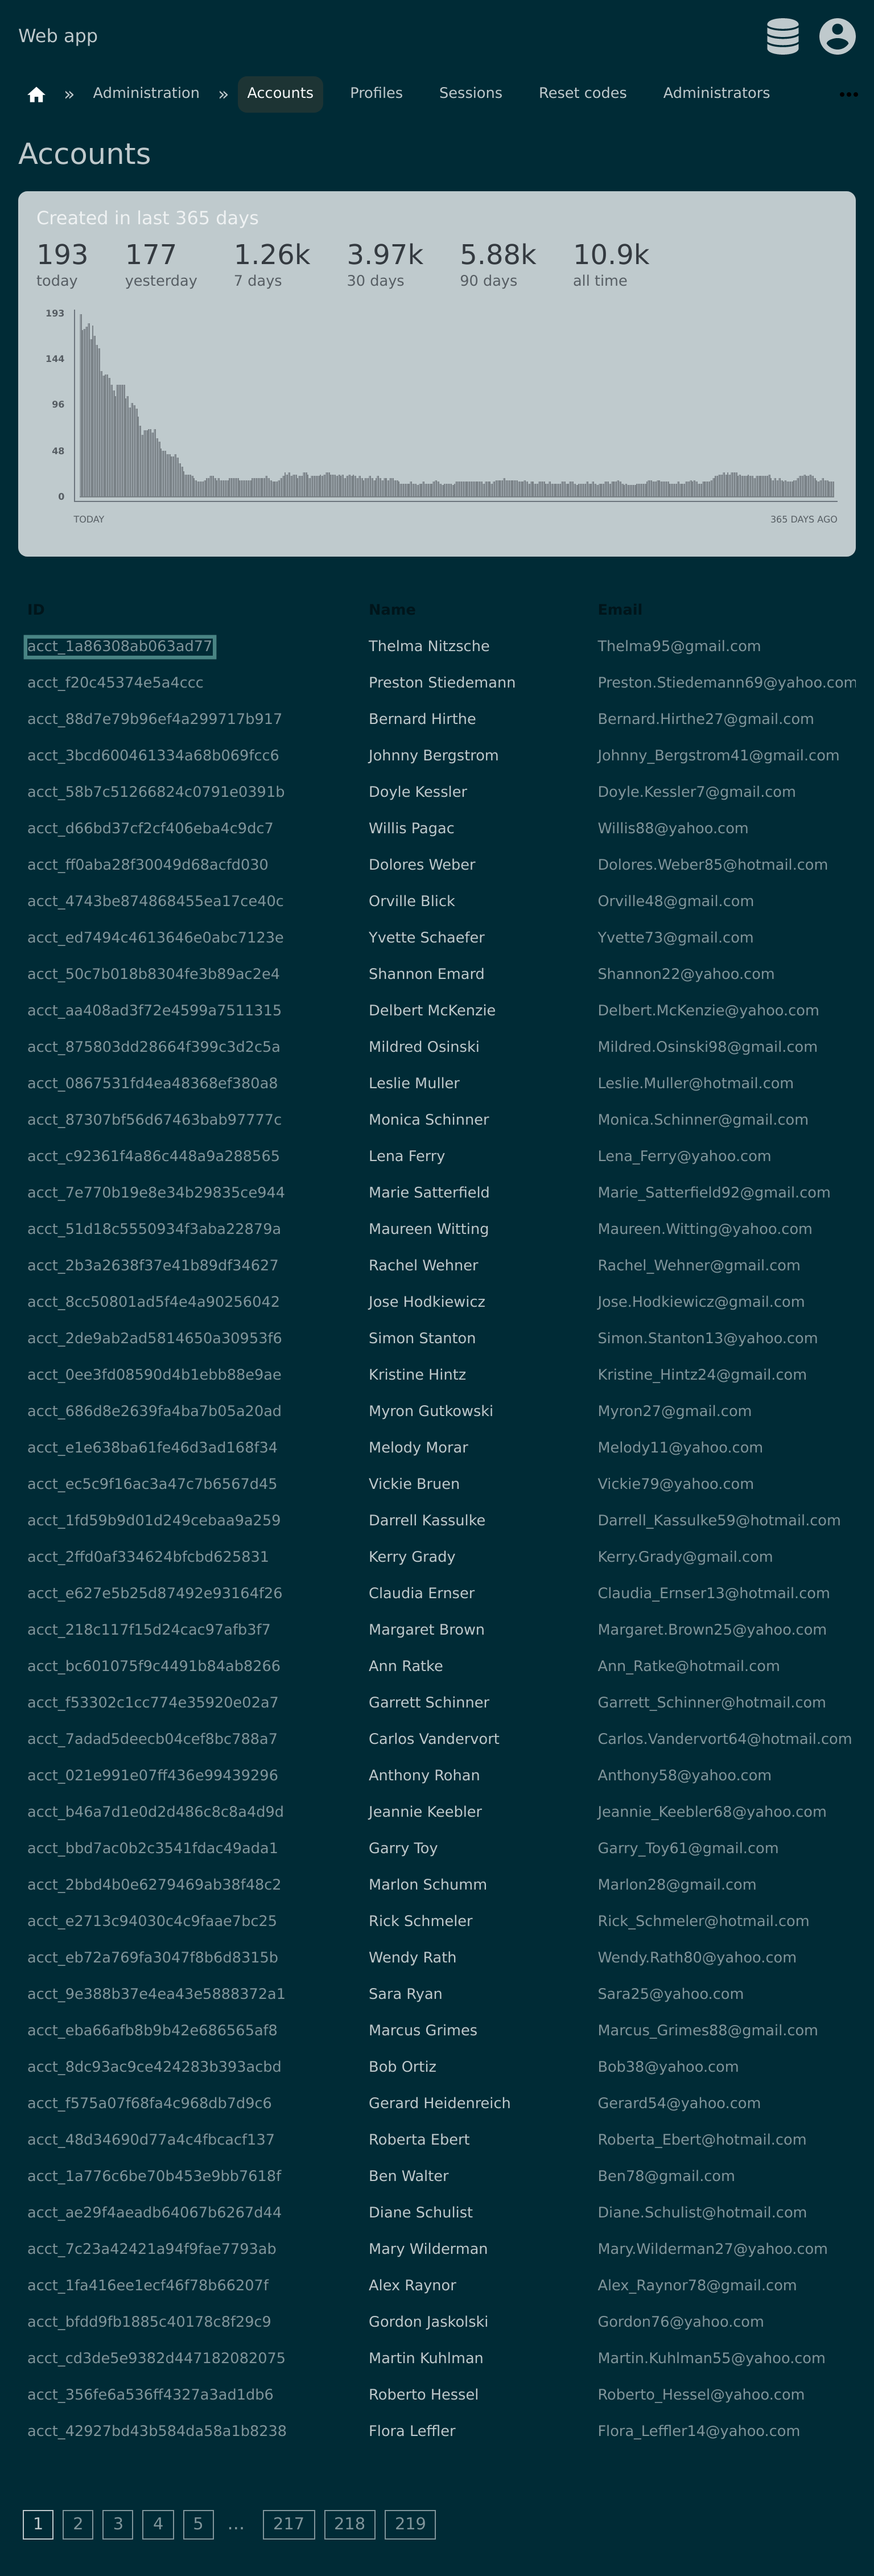 Web app
» Administration » Accounts Profiles Sessions Reset codes Administrators •••
Accounts
Created in last 365 days
193 177 1.26k 3.97k 5.88k 10.9k
today yesterday 7 days 30 days 90 days all time
193
144
96
48
0
TODAY 365 DAYS AGO
ID Name Email
acct_1a86308ab063ad77 Thelma Nitzsche Thelma95@gmail.com
acct_f20c45374e5a4ccc Preston Stiedemann Preston.Stiedemann69@yahoo.com
acct_88d7e79b96ef4a299717b917 Bernard Hirthe Bernard.Hirthe27@gmail.com
acct_3bcd600461334a68b069fcc6 Johnny Bergstrom Johnny_Bergstrom41@gmail.com
acct_58b7c51266824c0791e0391b Doyle Kessler Doyle.Kessler7@gmail.com
acct_d66bd37cf2cf406eba4c9dc7 Willis Pagac Willis88@yahoo.com
acct_ff0aba28f30049d68acfd030 Dolores Weber Dolores.Weber85@hotmail.com
acct_4743be874868455ea17ce40c Orville Blick Orville48@gmail.com
acct_ed7494c4613646e0abc7123e Yvette Schaefer Yvette73@gmail.com
acct_50c7b018b8304fe3b89ac2e4 Shannon Emard Shannon22@yahoo.com
acct_aa408ad3f72e4599a7511315 Delbert McKenzie Delbert.McKenzie@yahoo.com
acct_875803dd28664f399c3d2c5a Mildred Osinski Mildred.Osinski98@gmail.com
acct_0867531fd4ea48368ef380a8 Leslie Muller Leslie.Muller@hotmail.com
acct_87307bf56d67463bab97777c Monica Schinner Monica.Schinner@gmail.com
acct_c92361f4a86c448a9a288565 Lena Ferry Lena_Ferry@yahoo.com
acct_7e770b19e8e34b29835ce944 Marie Satterfield Marie_Satterfield92@gmail.com
acct_51d18c5550934f3aba22879a Maureen Witting Maureen.Witting@yahoo.com
acct_2b3a2638f37e41b89df34627 Rachel Wehner Rachel_Wehner@gmail.com
acct_8cc50801ad5f4e4a90256042 Jose Hodkiewicz Jose.Hodkiewicz@gmail.com
acct_2de9ab2ad5814650a30953f6 Simon Stanton Simon.Stanton13@yahoo.com
acct_0ee3fd08590d4b1ebb88e9ae Kristine Hintz Kristine_Hintz24@gmail.com
acct_686d8e2639fa4ba7b05a20ad Myron Gutkowski Myron27@gmail.com
acct_e1e638ba61fe46d3ad168f34 Melody Morar Melody11@yahoo.com
acct_ec5c9f16ac3a47c7b6567d45 Vickie Bruen Vickie79@yahoo.com
acct_1fd59b9d01d249cebaa9a259 Darrell Kassulke Darrell_Kassulke59@hotmail.com
acct_2ffd0af334624bfcbd625831 Kerry Grady Kerry.Grady@gmail.com
acct_e627e5b25d87492e93164f26 Claudia Ernser Claudia_Ernser13@hotmail.com
acct_218c117f15d24cac97afb3f7 Margaret Brown Margaret.Brown25@yahoo.com
acct_bc601075f9c4491b84ab8266 Ann Ratke Ann_Ratke@hotmail.com
acct_f53302c1cc774e35920e02a7 Garrett Schinner Garrett_Schinner@hotmail.com
acct_7adad5deecb04cef8bc788a7 Carlos Vandervort Carlos.Vandervort64@hotmail.com
acct_021e991e07ff436e99439296 Anthony Rohan Anthony58@yahoo.com
acct_b46a7d1e0d2d486c8c8a4d9d Jeannie Keebler Jeannie_Keebler68@yahoo.com
acct_bbd7ac0b2c3541fdac49ada1 Garry Toy Garry_Toy61@gmail.com
acct_2bbd4b0e6279469ab38f48c2 Marlon Schumm Marlon28@gmail.com
acct_e2713c94030c4c9faae7bc25 Rick Schmeler Rick_Schmeler@hotmail.com
acct_eb72a769fa3047f8b6d8315b Wendy Rath Wendy.Rath80@yahoo.com
acct_9e388b37e4ea43e5888372a1 Sara Ryan Sara25@yahoo.com
acct_eba66afb8b9b42e686565af8 Marcus Grimes Marcus_Grimes88@gmail.com
acct_8dc93ac9ce424283b393acbd Bob Ortiz Bob38@yahoo.com
acct_f575a07f68fa4c968db7d9c6 Gerard Heidenreich Gerard54@yahoo.com
acct_48d34690d77a4c4fbcacf137 Roberta Ebert Roberta_Ebert@hotmail.com
acct_1a776c6be70b453e9bb7618f Ben Walter Ben78@gmail.com
acct_ae29f4aeadb64067b6267d44 Diane Schulist Diane.Schulist@hotmail.com
acct_7c23a42421a94f9fae7793ab Mary Wilderman Mary.Wilderman27@yahoo.com
acct_1fa416ee1ecf46f78b66207f Alex Raynor Alex_Raynor78@gmail.com
acct_bfdd9fb1885c40178c8f29c9 Gordon Jaskolski Gordon76@yahoo.com
acct_cd3de5e9382d447182082075 Martin Kuhlman Martin.Kuhlman55@yahoo.com
acct_356fe6a536ff4327a3ad1db6 Roberto Hessel Roberto_Hessel@yahoo.com
acct_42927bd43b584da58a1b8238 Flora Leffler Flora_Leffler14@yahoo.com
1 2 3 4 5 … 217 218 219